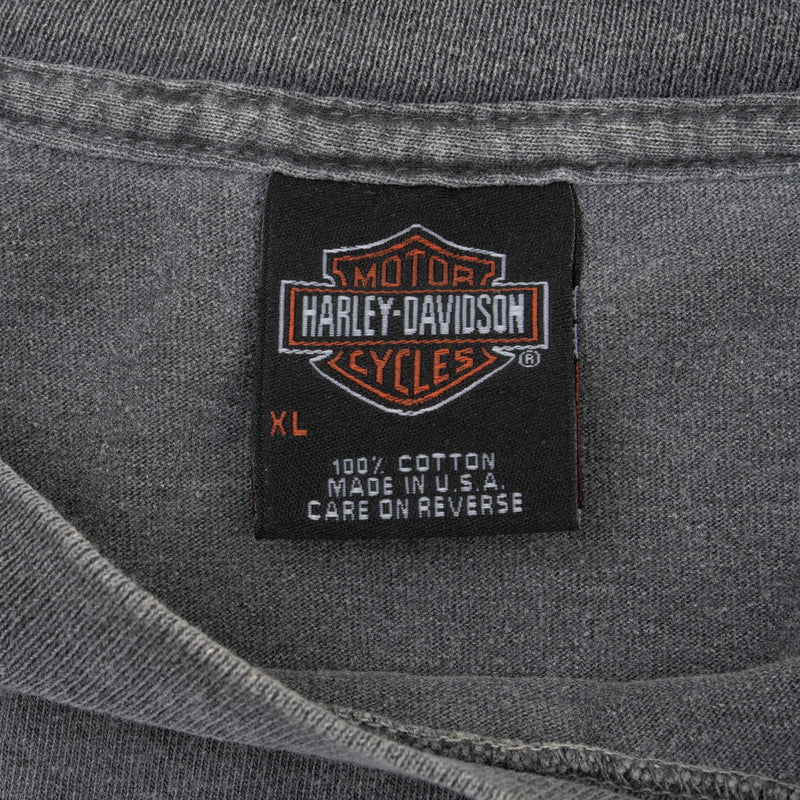 MOTOR
HARLEY-DAVIDSON
CYCLES
®
XL
100% COTTON
MADE IN U.S.A.
CARE ON REVERSE